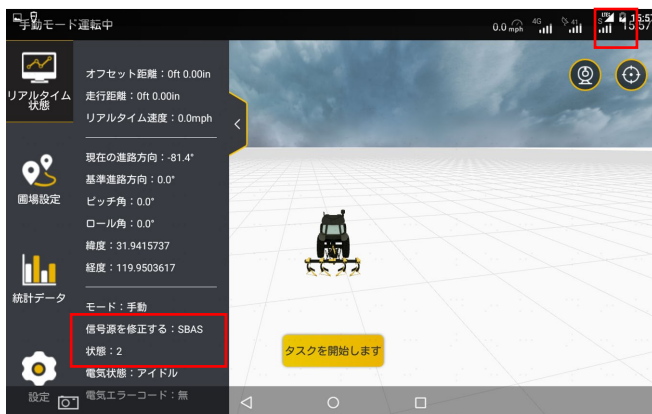 手動モード運転中
0.0 mph 4G 41 S 15:57
リアルタイム
状態
圃場設定
統計データ
設定
オフセット距離：0ft 0.00in
走行距離：0ft 0.00in
リアルタイム速度：0.0mph
現在の進路方向：-81.4°
基準進路方向：0.0°
ピッチ角：0.0°
ロール角：0.0°
緯度：31.9415737
経度：119.9503617
モード：手動
信号源を修正する：SBAS
状態：2
電気状態：アイドル
電気エラーコード：無
タスクを開始します